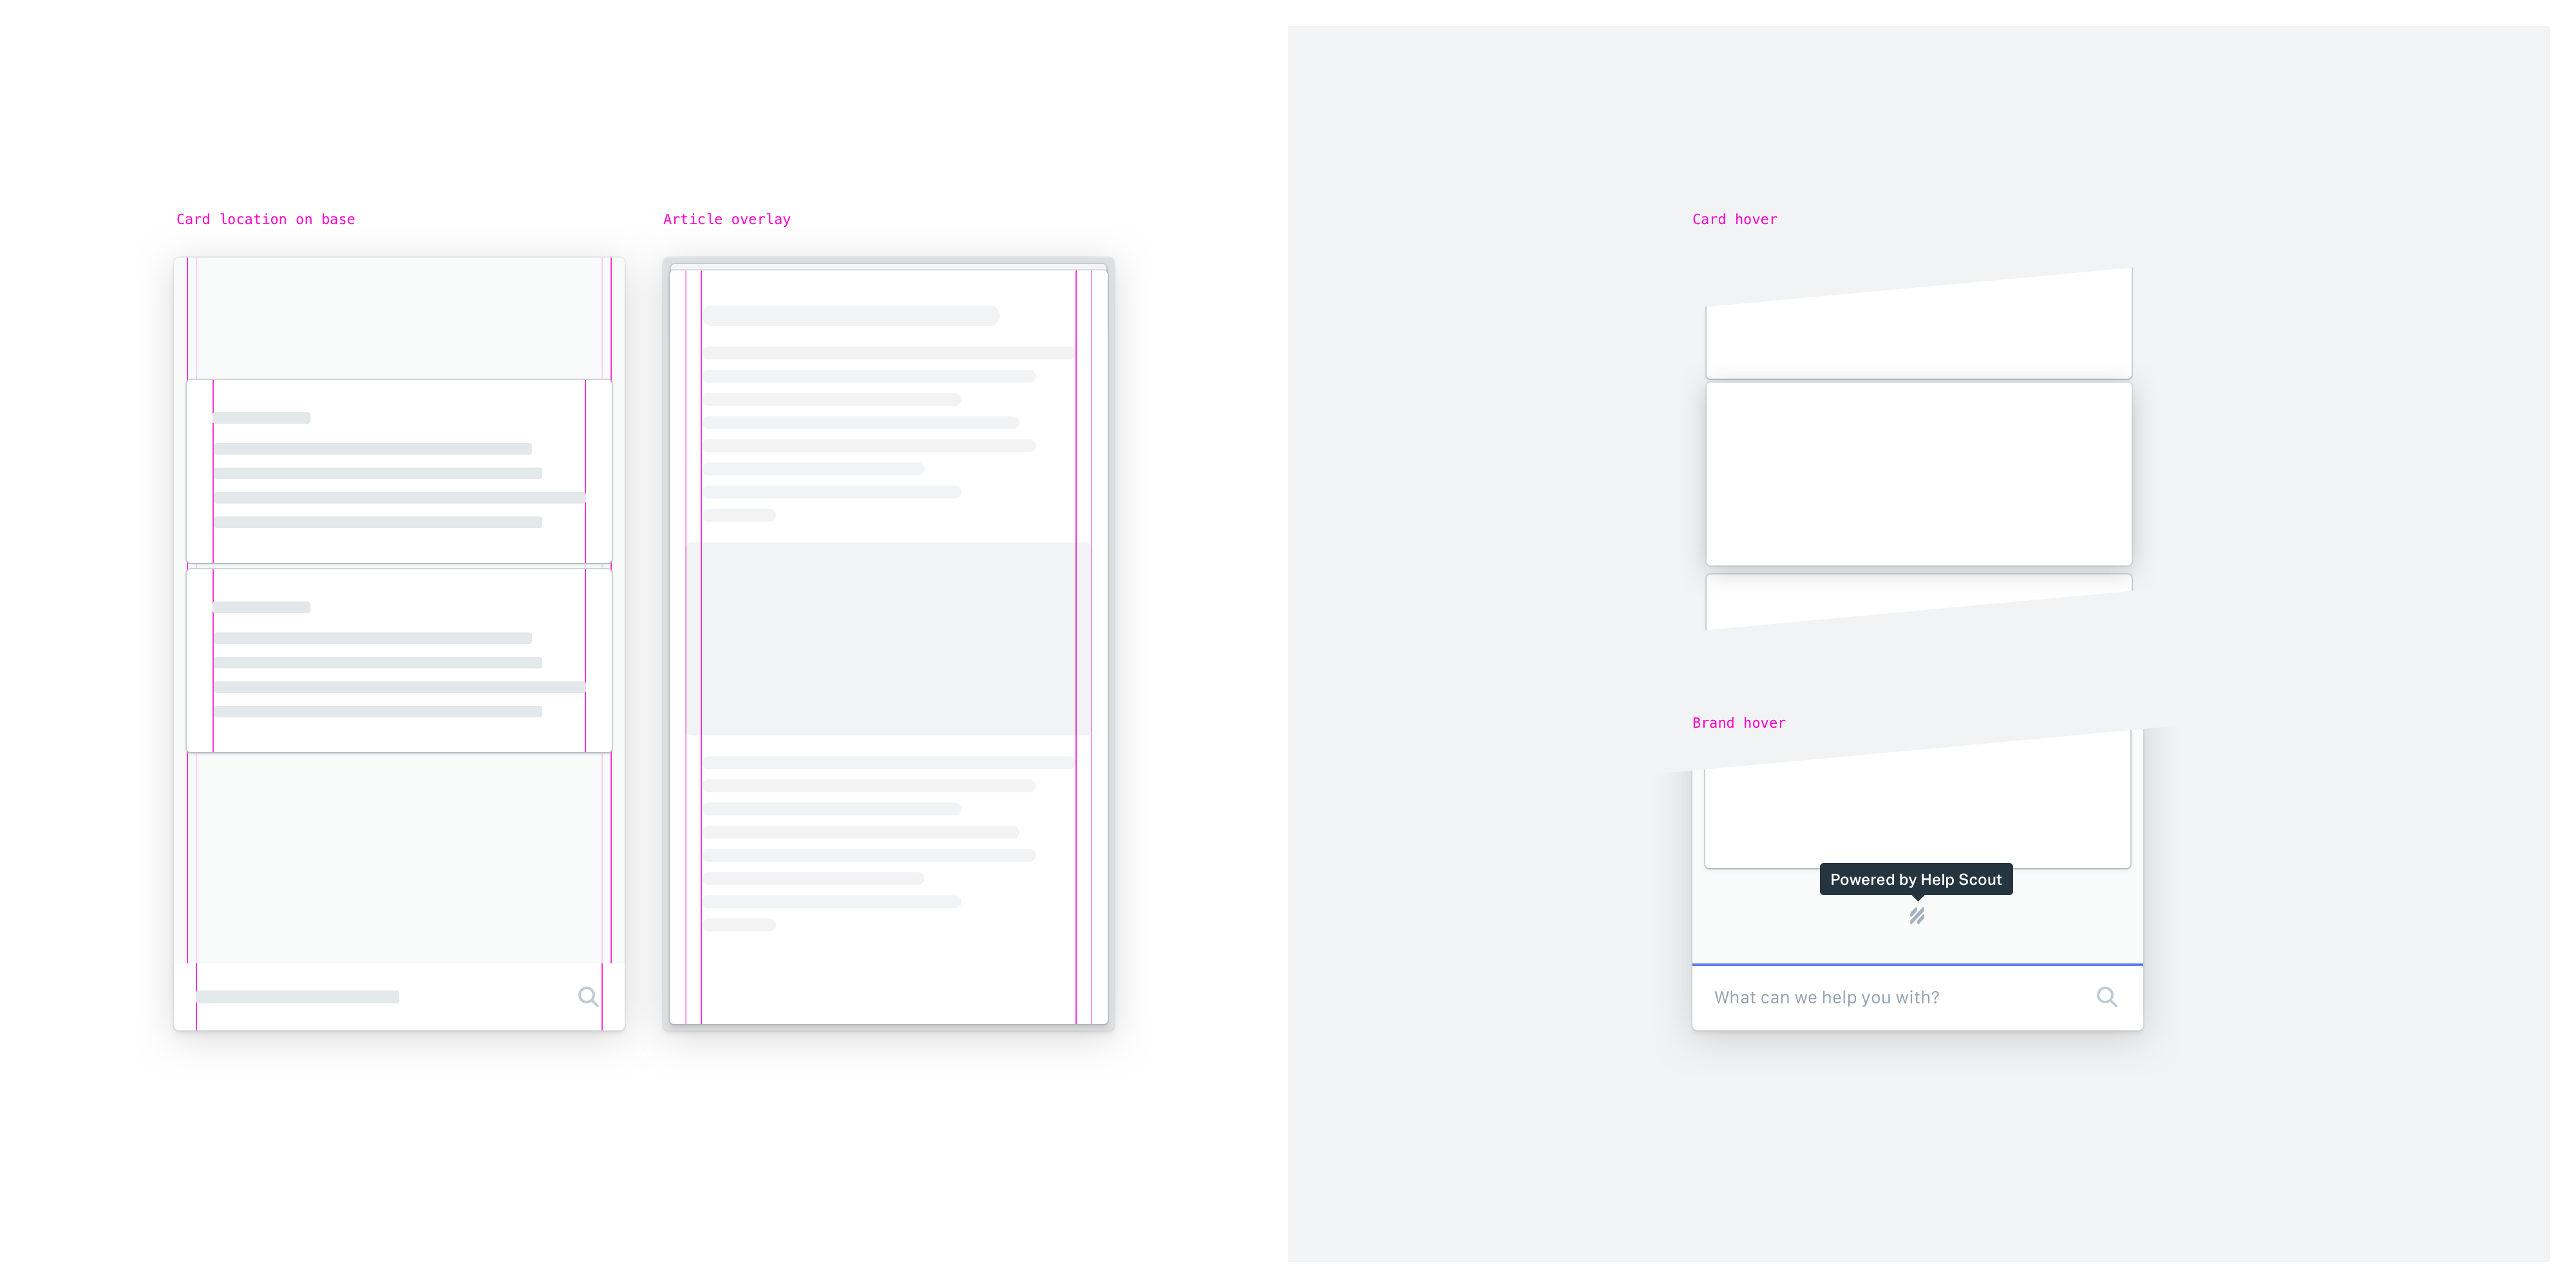 Card location on base
Article overlay
Card hover
Brand hover
Powered by Help Scout
What can we help you with?